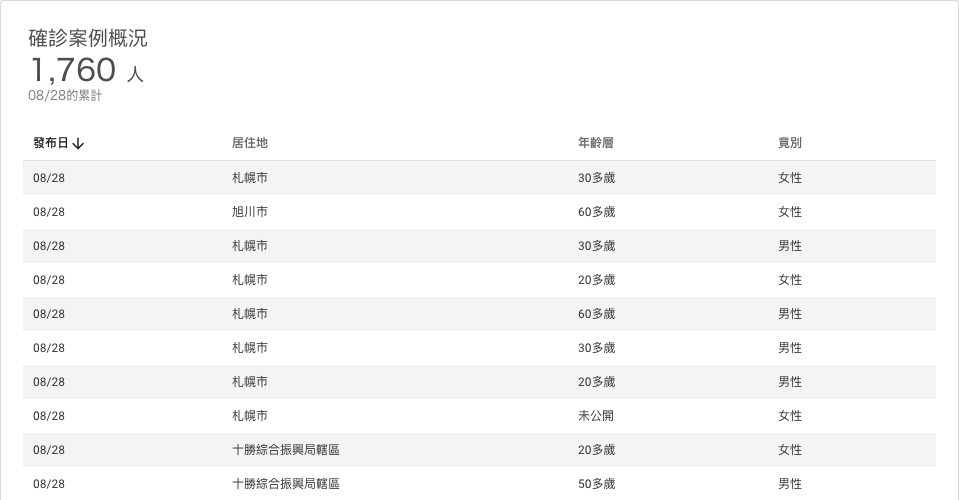 確診案例概況
1,760 人
08/28的累計
發布日↓ 居住地 年齡層 竟別
08/28 札幌市 30多歲 女性
08/28 旭川市 60多歲 女性
08/28 札幌市 30多歲 男性
08/28 札幌市 20多歲 女性
08/28 札幌市 60多歲 男性
08/28 札幌市 30多歲 男性
08/28 札幌市 20多歲 男性
08/28 札幌市 未公開 女性
08/28 十勝綜合振興局轄區 20多歲 女性
08/28 十勝綜合振興局轄區 50多歲 男性